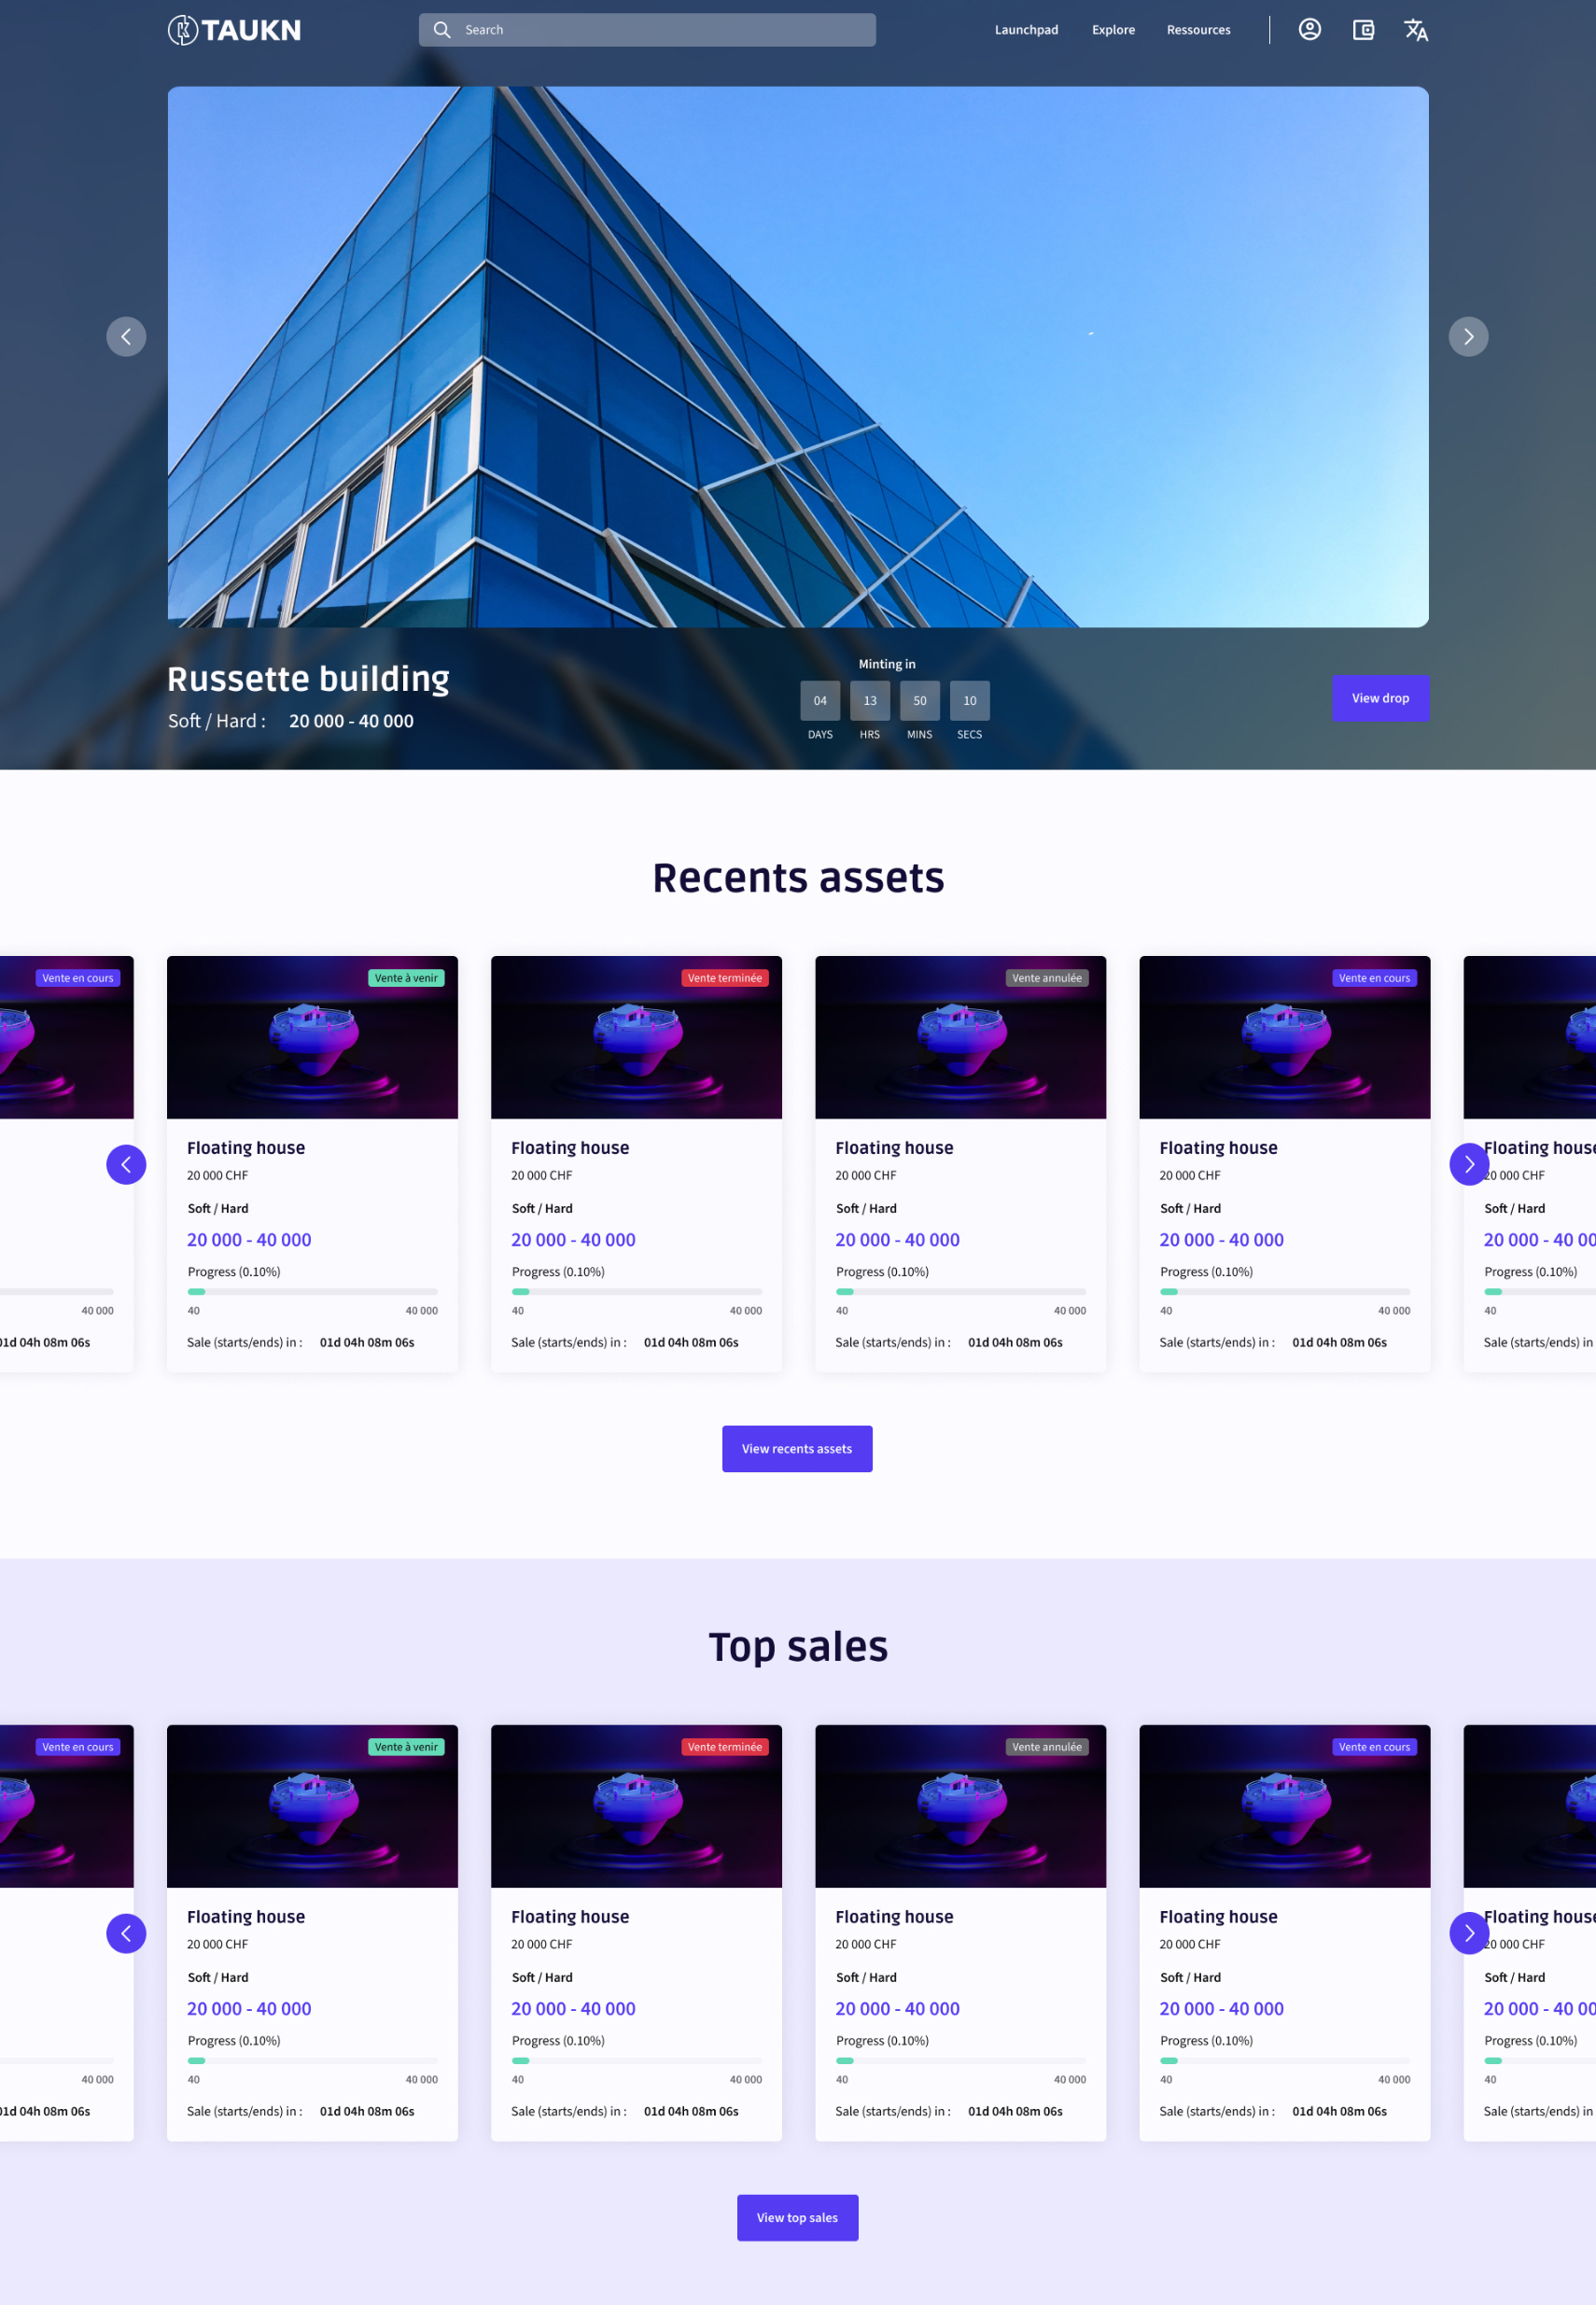 TAUKN
Search
Launchpad Explore Ressources
Russette building
Soft / Hard : 20 000 - 40 000
Minting in
04 13 50 10
DAYS HRS MINS SECS
View drop
Recents assets
Vente en cours
40 000
01d 04h 08m 06s
Vente à venir
Floating house
20 000 CHF
Soft / Hard
20 000 - 40 000
Progress (0.10%)
40 40 000
Sale (starts/ends) in : 01d 04h 08m 06s
Vente terminée
Floating house
20 000 CHF
Soft / Hard
20 000 - 40 000
Progress (0.10%)
40 40 000
Sale (starts/ends) in : 01d 04h 08m 06s
Vente annulée
Floating house
20 000 CHF
Soft / Hard
20 000 - 40 000
Progress (0.10%)
40 40 000
Sale (starts/ends) in : 01d 04h 08m 06s
Vente en cours
Floating house
20 000 CHF
Soft / Hard
20 000 - 40 000
Progress (0.10%)
40 40 000
Sale (starts/ends) in : 01d 04h 08m 06s
Floating house
20 000 CHF
Soft / Hard
20 000 - 40 00
Progress (0.10%)
40
Sale (starts/ends) in
View recents assets
Top sales
Vente en cours
40 000
01d 04h 08m 06s
Vente à venir
Floating house
20 000 CHF
Soft / Hard
20 000 - 40 000
Progress (0.10%)
40 40 000
Sale (starts/ends) in : 01d 04h 08m 06s
Vente terminée
Floating house
20 000 CHF
Soft / Hard
20 000 - 40 000
Progress (0.10%)
40 40 000
Sale (starts/ends) in : 01d 04h 08m 06s
Vente annulée
Floating house
20 000 CHF
Soft / Hard
20 000 - 40 000
Progress (0.10%)
40 40 000
Sale (starts/ends) in : 01d 04h 08m 06s
Vente en cours
Floating house
20 000 CHF
Soft / Hard
20 000 - 40 000
Progress (0.10%)
40 40 000
Sale (starts/ends) in : 01d 04h 08m 06s
Floating house
20 000 CHF
Soft / Hard
20 000 - 40 00
Progress (0.10%)
40
Sale (starts/ends) in
View top sales